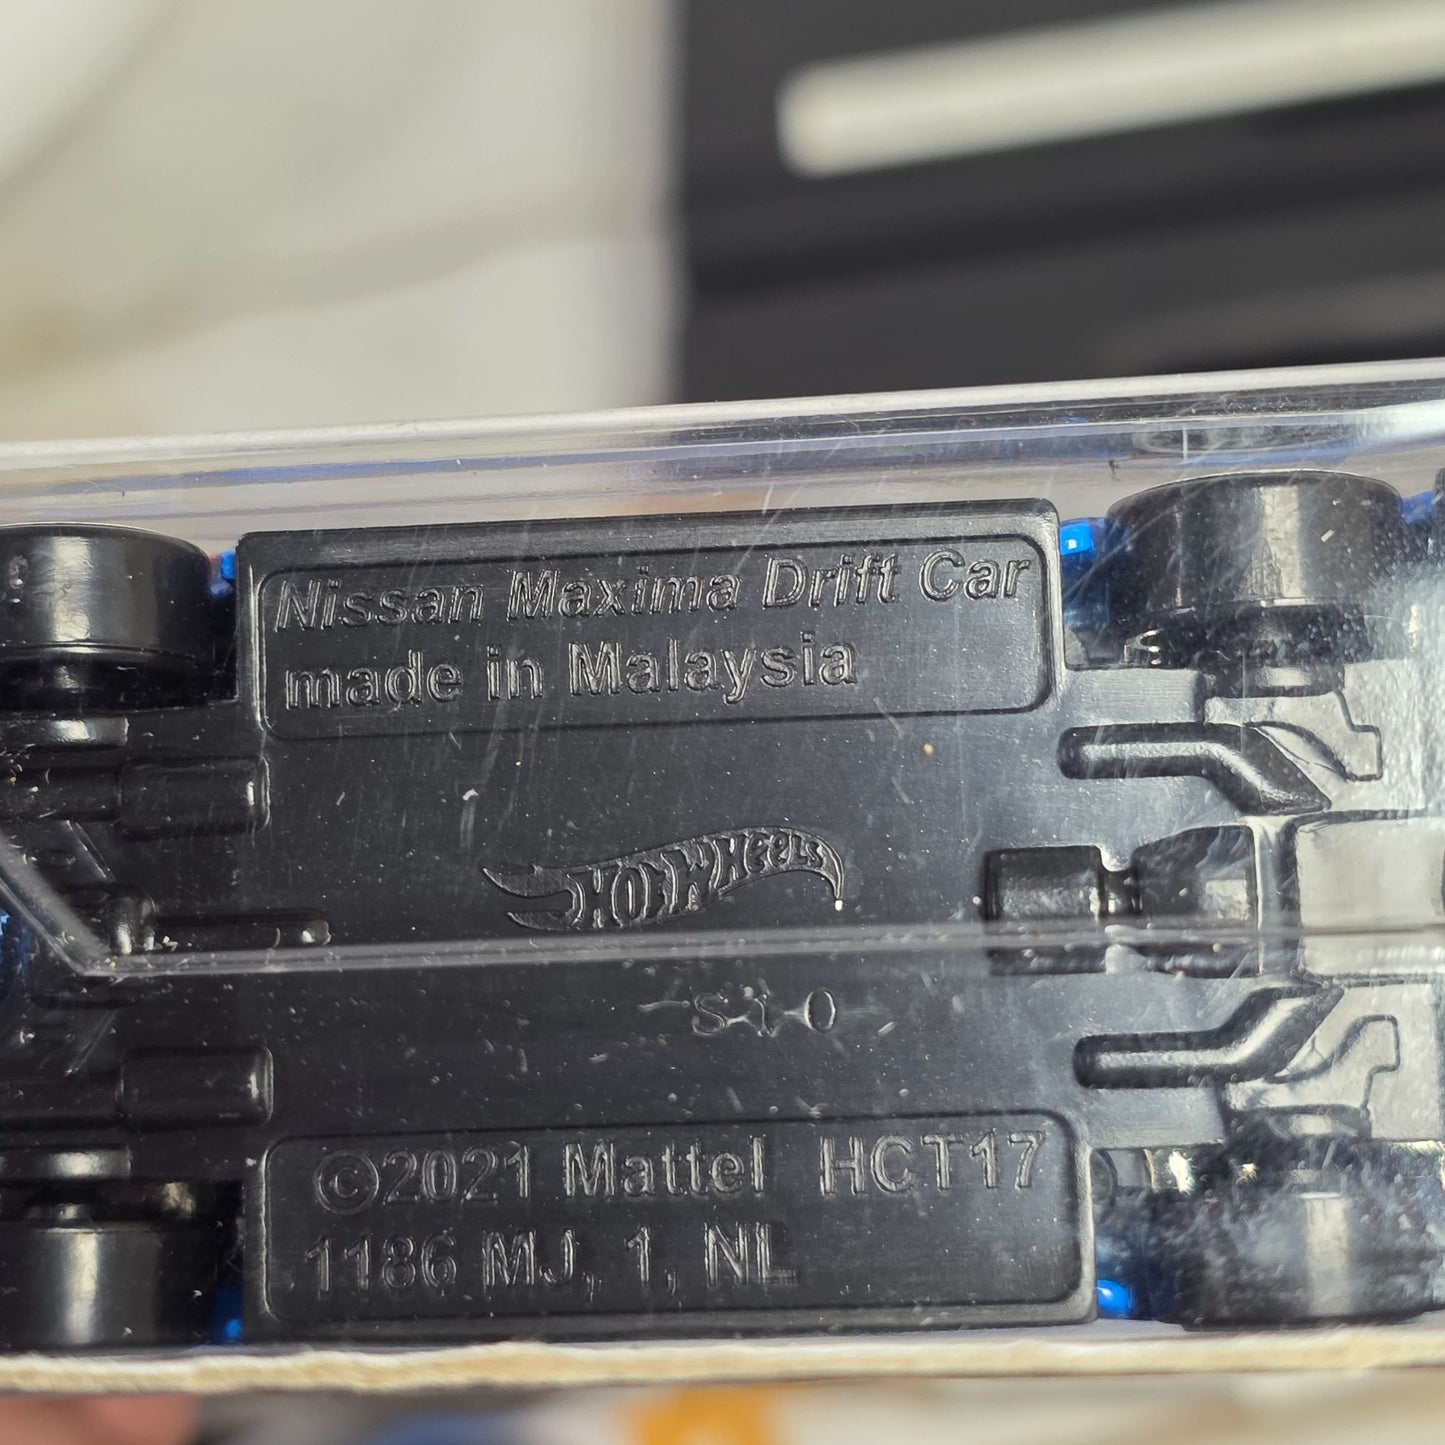 Nissan Maxima Drift Car
made in Malaysia
HOT WHEELS
S10
©2021 Mattel HCT17
1186 MJ, 1, NL